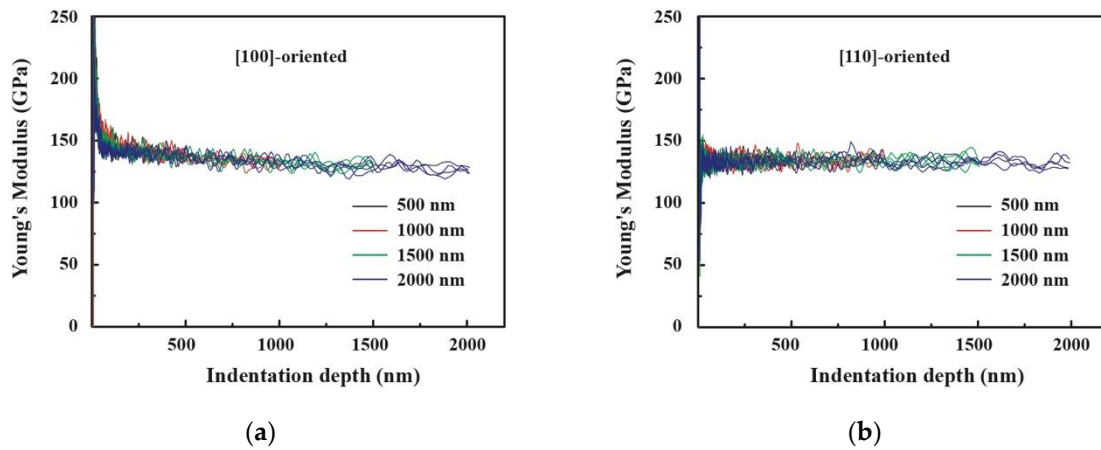 250
200
150
100
50
0
Young's Modulus (GPa)
[100]-oriented
500 nm
1000 nm
1500 nm
2000 nm
500
1000
1500
2000
Indentation depth (nm)
(a)
250
200
150
100
50
0
Young's Modulus (GPa)
[110]-oriented
500 nm
1000 nm
1500 nm
2000 nm
500
1000
1500
2000
Indentation depth (nm)
(b)